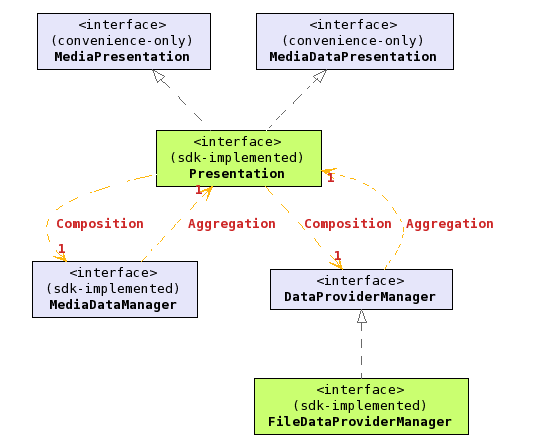 <interface>
(convenience-only)
MediaPresentation
<interface>
(convenience-only)
MediaDataPresentation
<interface>
(sdk-implemented)
Presentation
1
1
Composition
Aggregation
Composition
Aggregation
1
1
<interface>
(sdk-implemented)
MediaDataManager
<interface>
DataProviderManager
<interface>
(sdk-implemented)
FileDataProviderManager